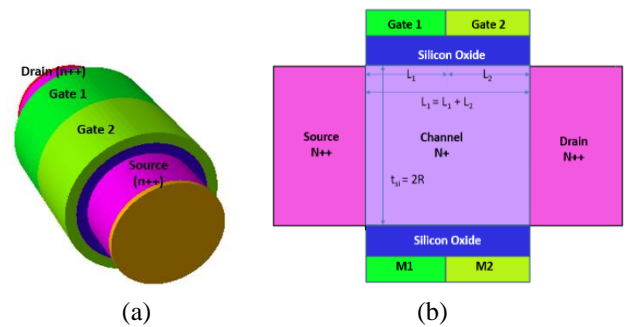 Drain (n++)
Gate 1
Gate 2
Source
(n++)
(a)
Gate 1 Gate 2
Silicon Oxide
L₁ L₂
L₁ = L₁ + L₂
Source
N++
Channel
N+
Drain
N++
tsi = 2R
Silicon Oxide
M1 M2
(b)